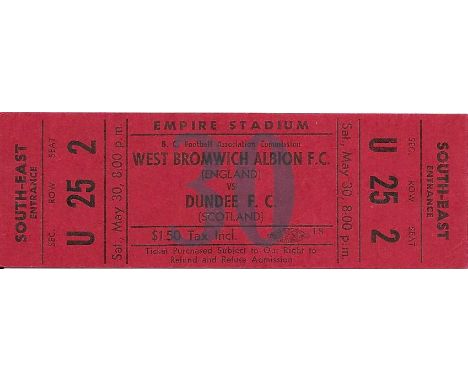 SOUTH-EAST
ENTRANCE
SEC. ROW SEAT
U 25 2
Sat., May 30, 8:00 p.m.
EMPIRE STADIUM
B. C. Football Association Commission
WEST BROMWICH ALBION F.C.
(ENGLAND)
VS
DUNDEE F. C.
(SCOTLAND)
30
$1.50 Tax Incl.
Ticket Purchased Subject to Our Right to
Refund and Refuse Admission
Sat., May 30, 8:00 p.m.
U 25 2
SEC. ROW SEAT
SOUTH-EAST
ENTRANCE